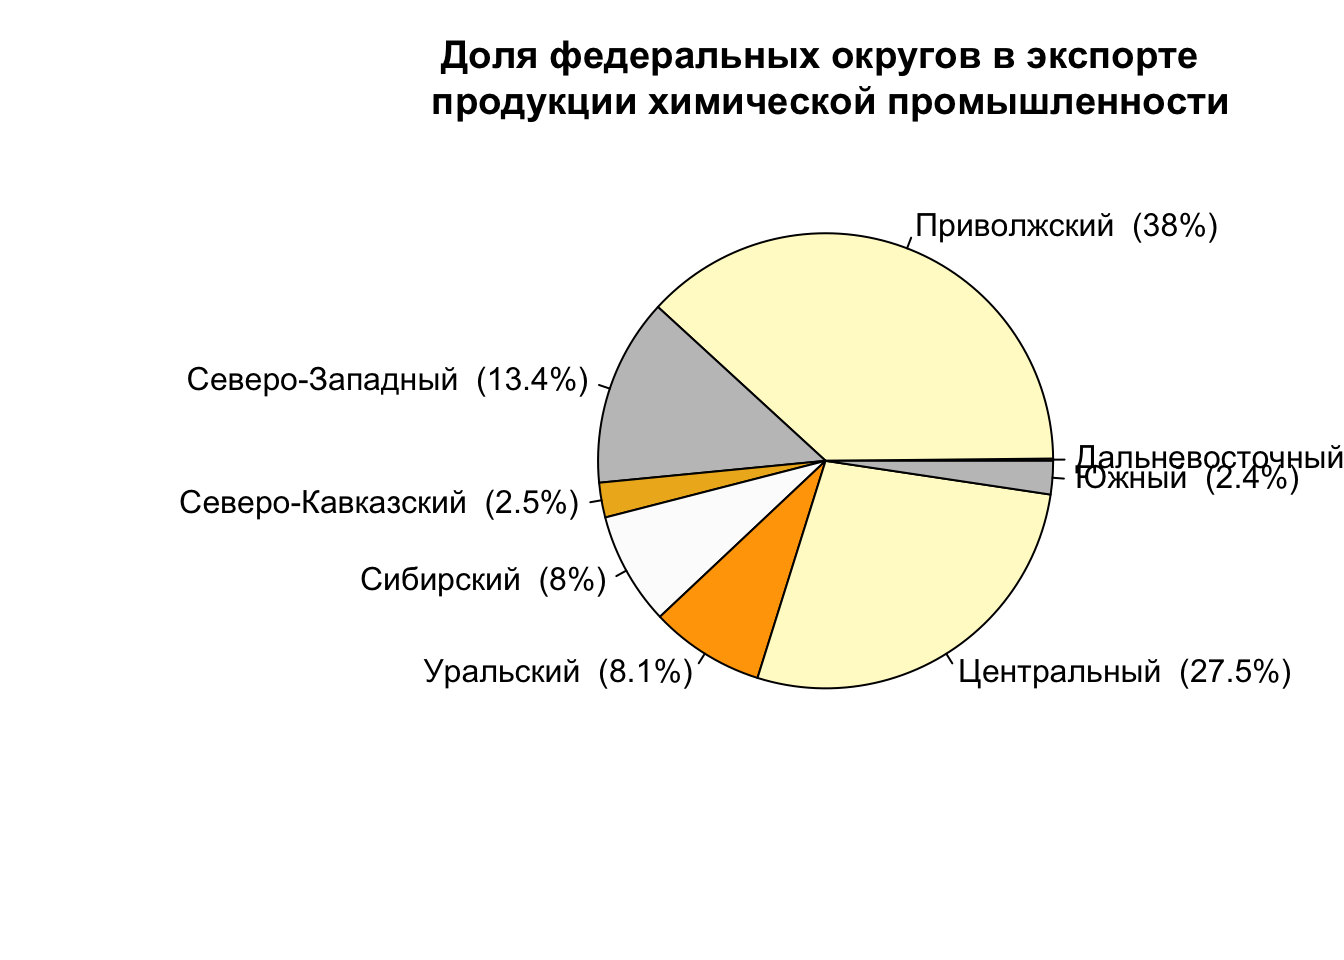 Доля федеральных округов в экспорте
продукции химической промышленности
Приволжский (38%)
Северо-Западный (13.4%)
Дальневосточный
Южный (2.4%)
Северо-Кавказский (2.5%)
Сибирский (8%)
Уральский (8.1%)
Центральный (27.5%)